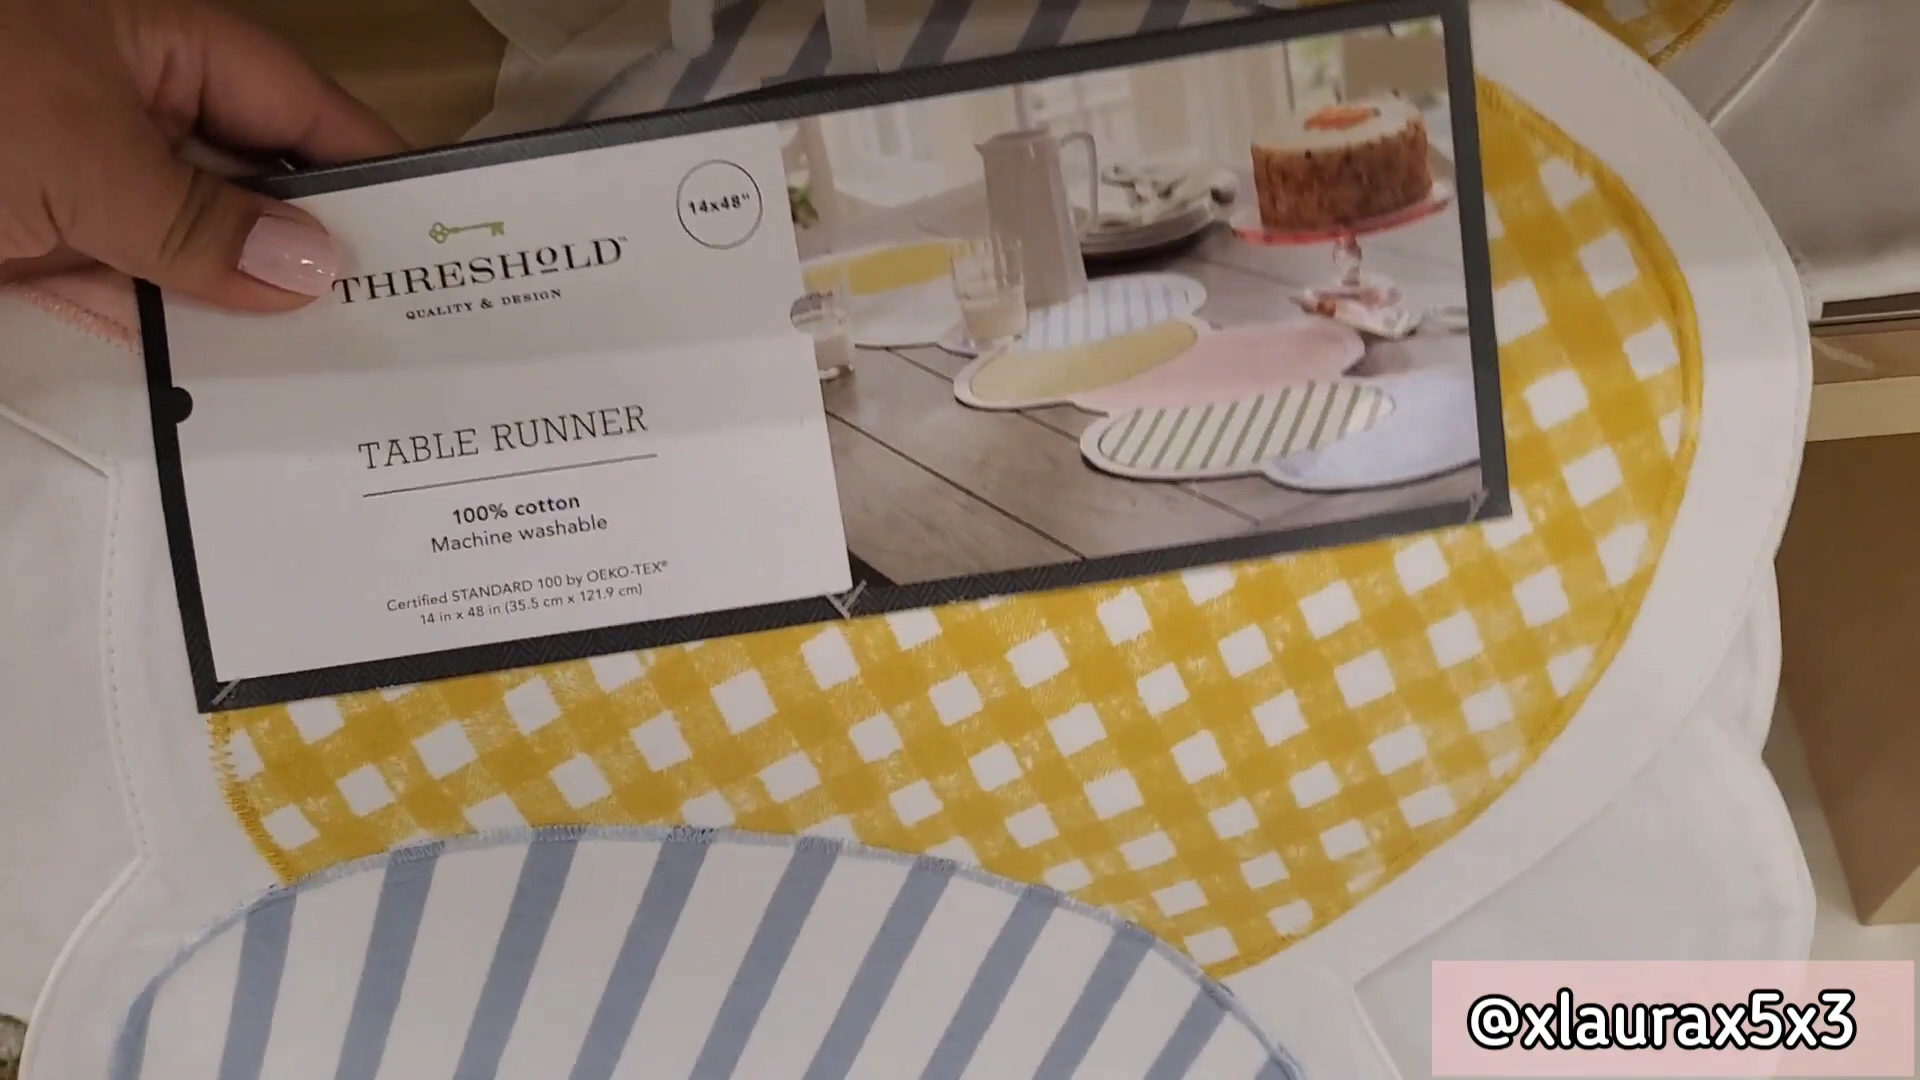 14x48"
THRESHOLD™
QUALITY & DESIGN
TABLE RUNNER
100% cotton
Machine washable
Certified STANDARD 100 by OEKO-TEX®
14 in x 48 in (35.5 cm x 121.9 cm)
@xlaurax5x3